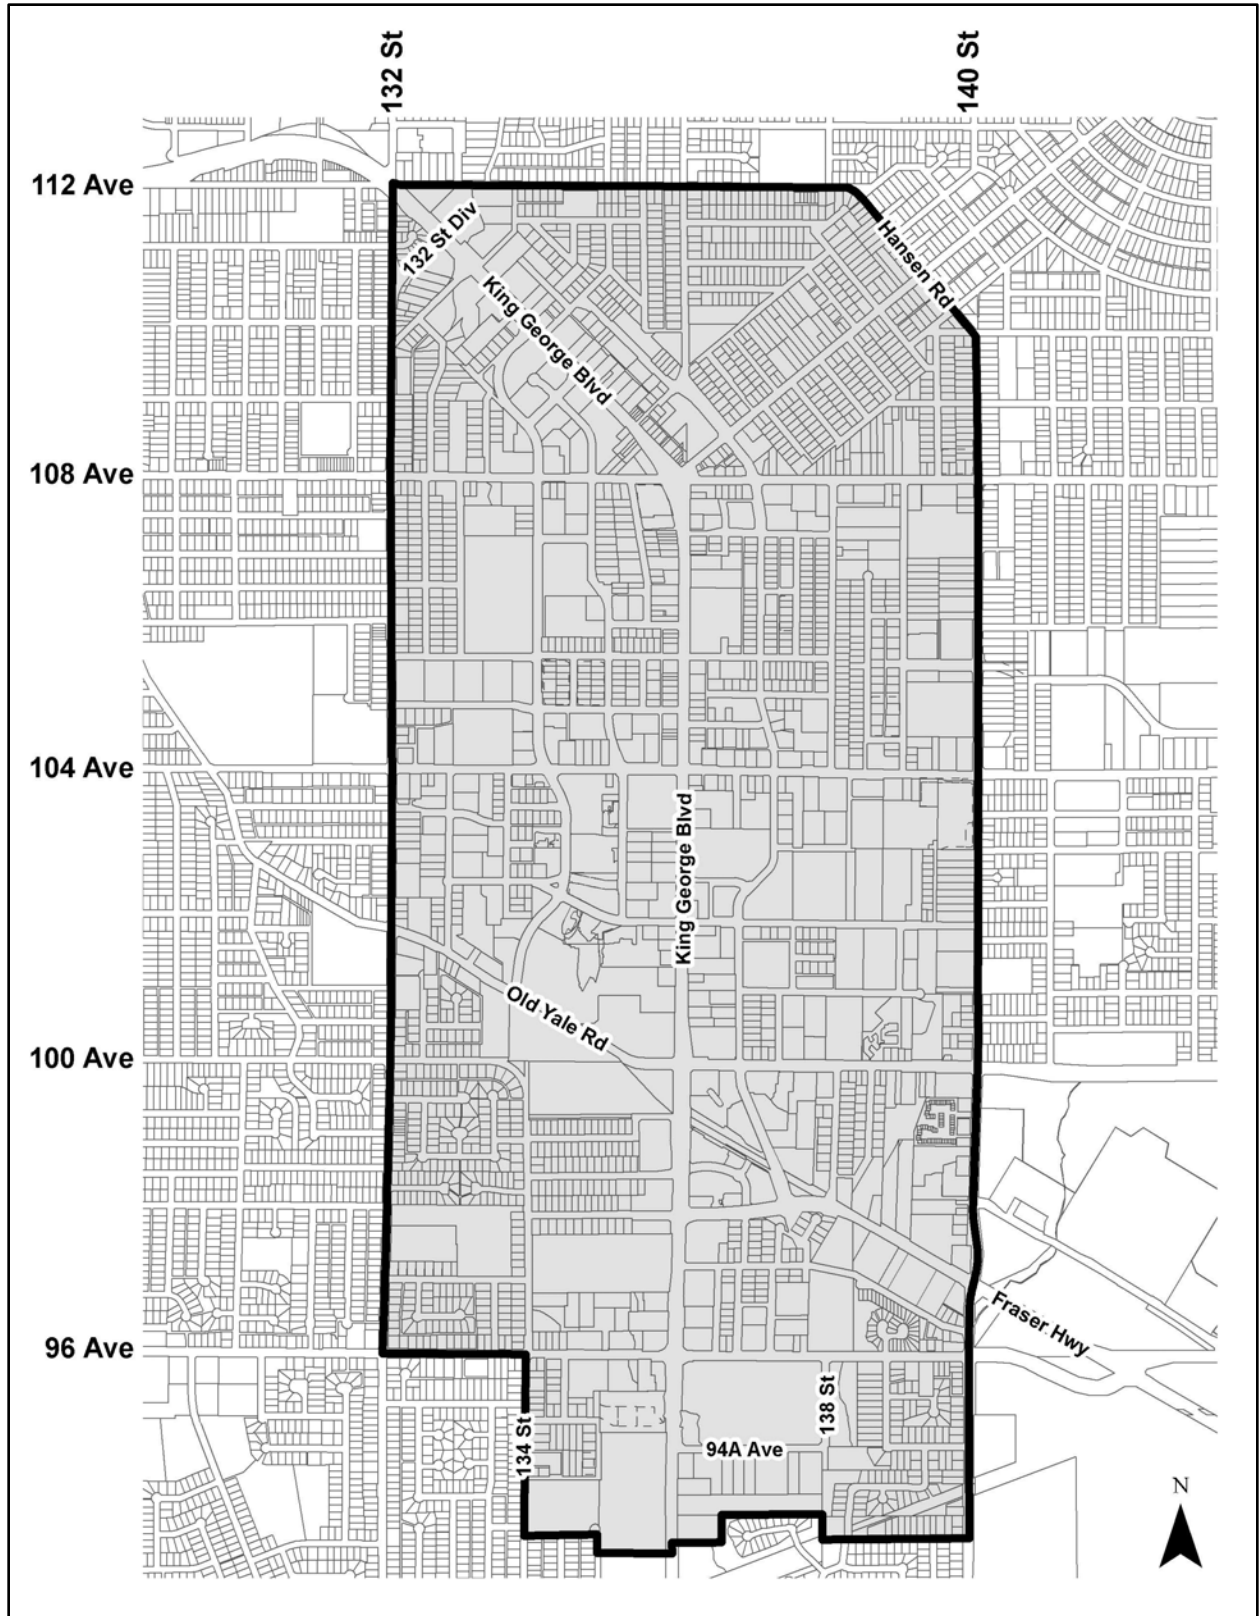 132 St
140 St
112 Ave
132 St Div
Hansen Rd
King George Blvd
108 Ave
104 Ave
King George Blvd
Old Yale Rd
100 Ave
Fraser Hwy
96 Ave
138 St
134 St
94A Ave
N